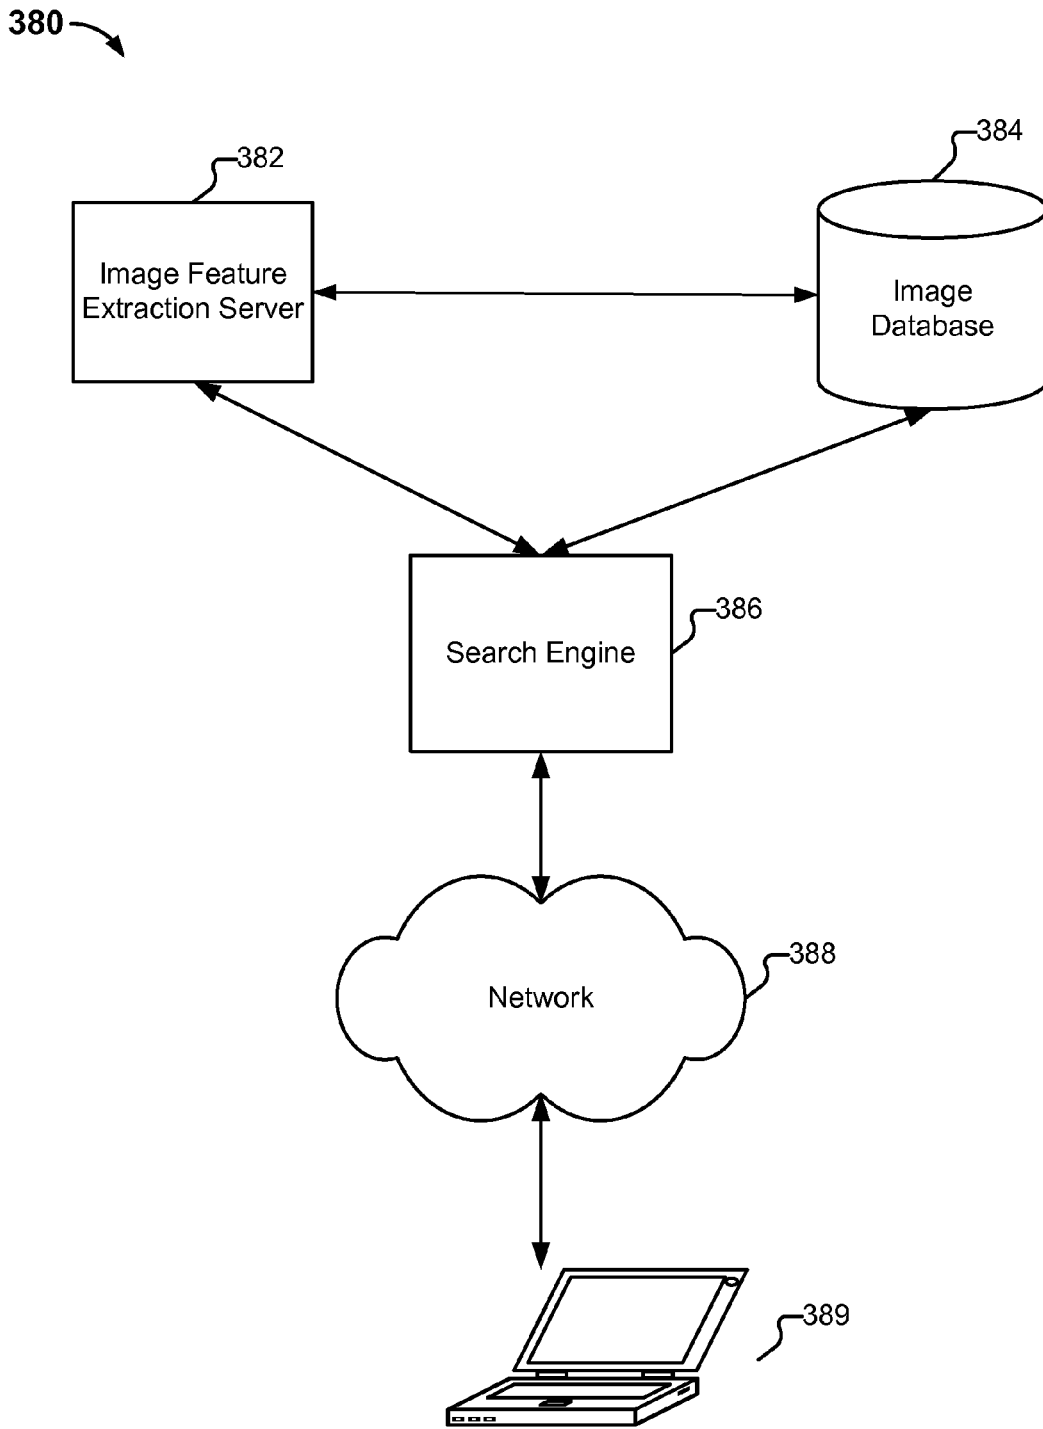 380
382
384
Image Feature
Extraction Server
Image
Database
386
Search Engine
388
Network
389